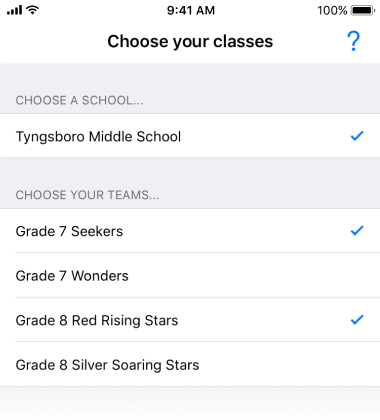 9:41 AM
100%
Choose your classes
?
CHOOSE A SCHOOL...
Tyngsboro Middle School
CHOOSE YOUR TEAMS...
Grade 7 Seekers
Grade 7 Wonders
Grade 8 Red Rising Stars
Grade 8 Silver Soaring Stars